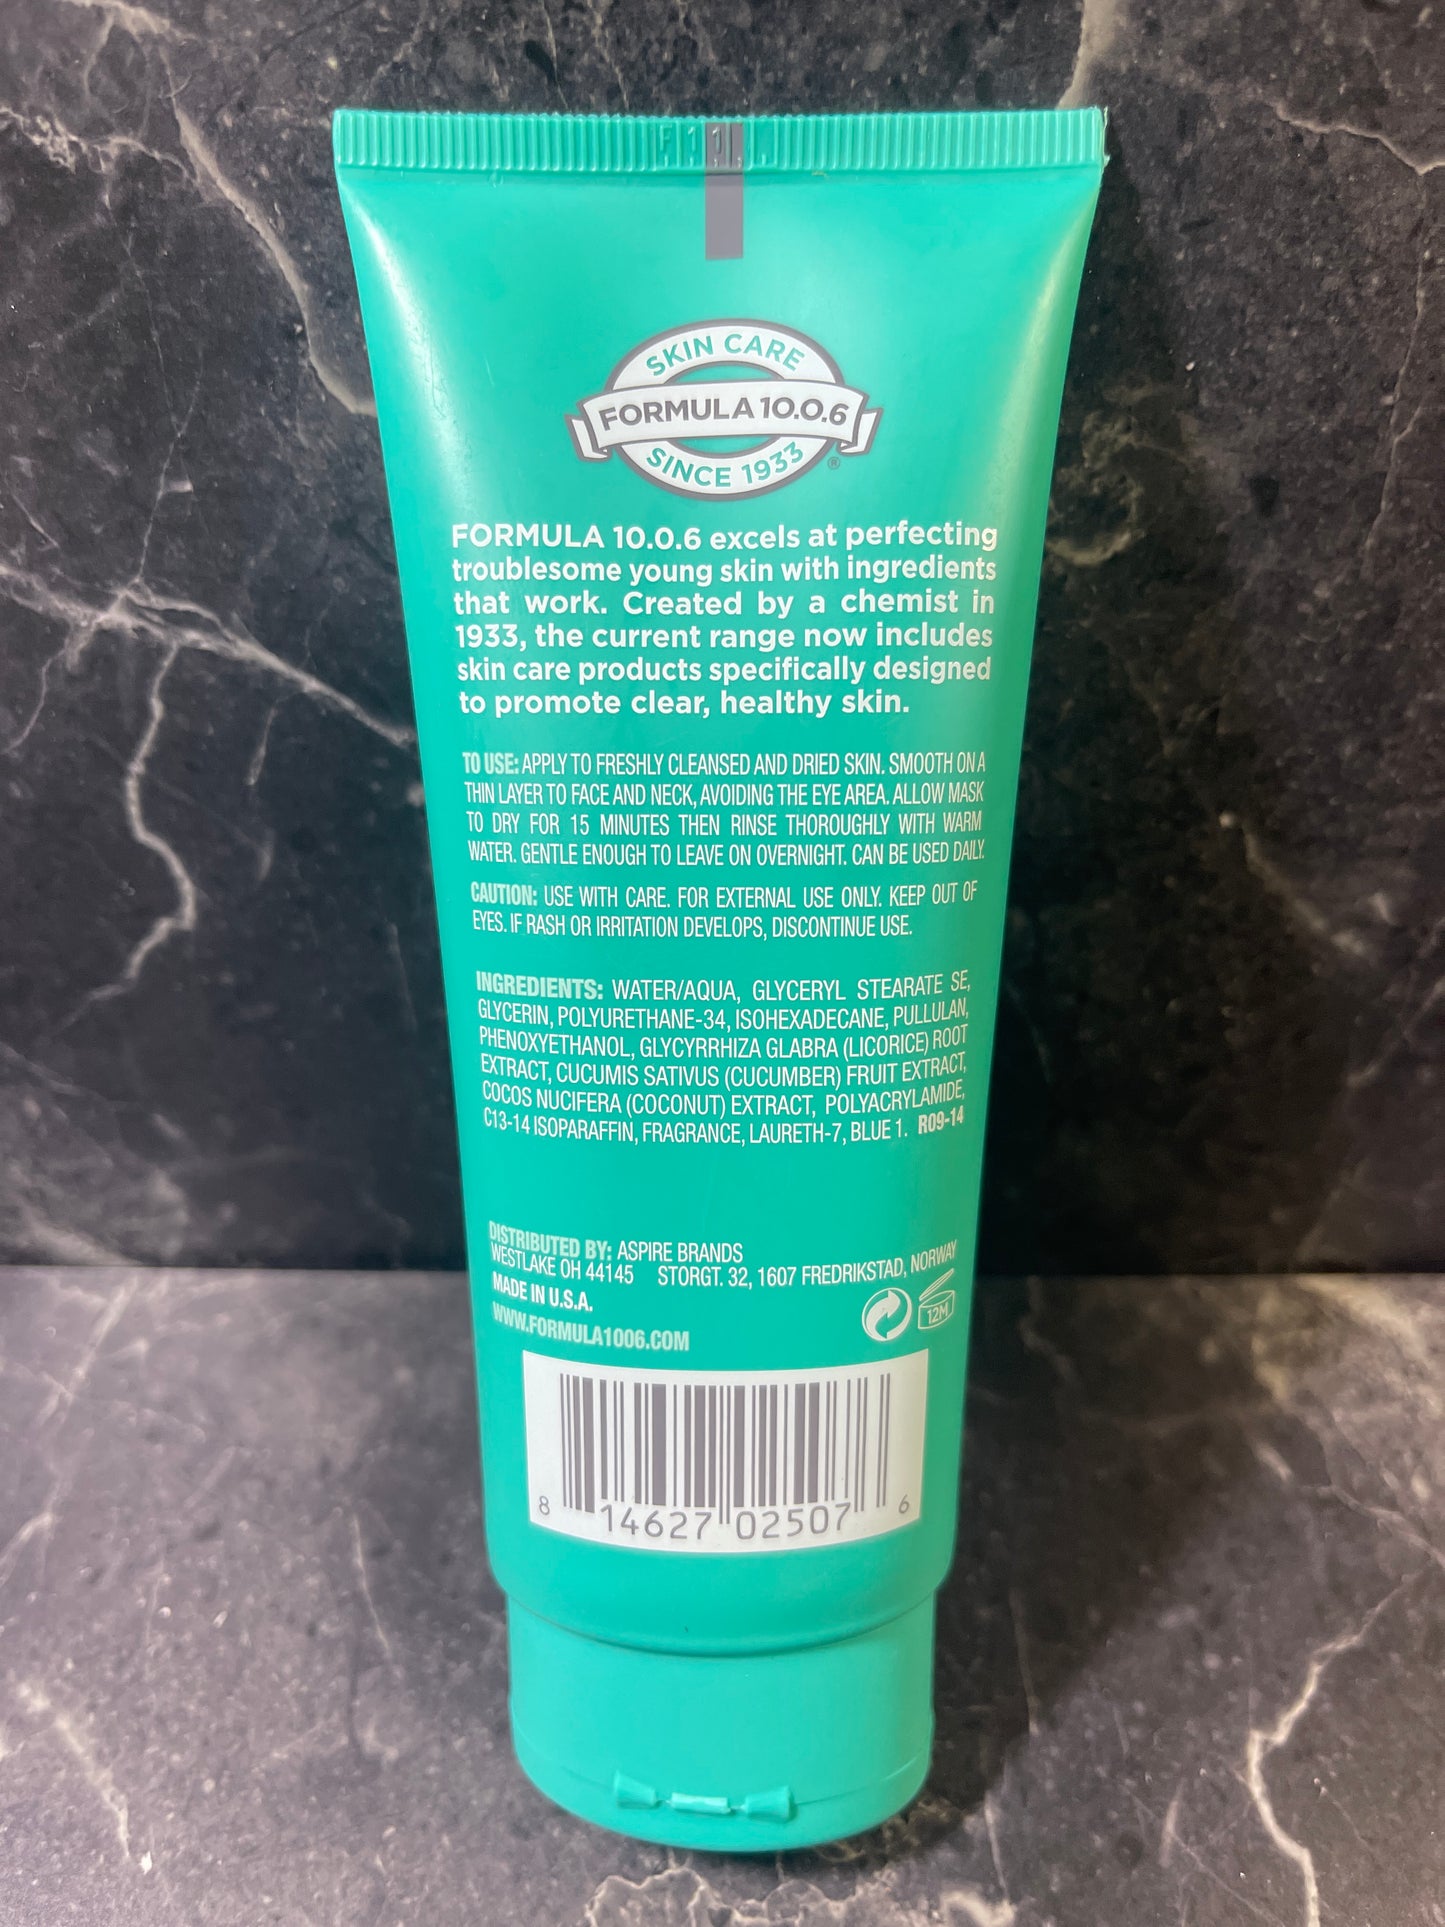 SKIN CARE
FORMULA 10.0.6
SINCE 1933
®
FORMULA 10.0.6 excels at perfecting
troublesome young skin with ingredients
that work. Created by a chemist in
1933, the current range now includes
skin care products specifically designed
to promote clear, healthy skin.
TO USE: APPLY TO FRESHLY CLEANSED AND DRIED SKIN. SMOOTH ON A
THIN LAYER TO FACE AND NECK, AVOIDING THE EYE AREA. ALLOW MASK
TO DRY FOR 15 MINUTES THEN RINSE THOROUGHLY WITH WARM
WATER. GENTLE ENOUGH TO LEAVE ON OVERNIGHT. CAN BE USED DAILY.
CAUTION: USE WITH CARE. FOR EXTERNAL USE ONLY. KEEP OUT OF
EYES. IF RASH OR IRRITATION DEVELOPS, DISCONTINUE USE.
INGREDIENTS: WATER/AQUA, GLYCERYL STEARATE SE,
GLYCERIN, POLYURETHANE-34, ISOHEXADECANE, PULLULAN,
PHENOXYETHANOL, GLYCYRRHIZA GLABRA (LICORICE) ROOT
EXTRACT, CUCUMIS SATIVUS (CUCUMBER) FRUIT EXTRACT,
COCOS NUCIFERA (COCONUT) EXTRACT, POLYACRYLAMIDE,
C13-14 ISOPARAFFIN, FRAGRANCE, LAURETH-7, BLUE 1. R09-14
DISTRIBUTED BY: ASPIRE BRANDS
WESTLAKE OH 44145 STORGT. 32, 1607 FREDRIKSTAD, NORWAY
MADE IN U.S.A.
WWW.FORMULA1006.COM
12M
8 14627 02507 6